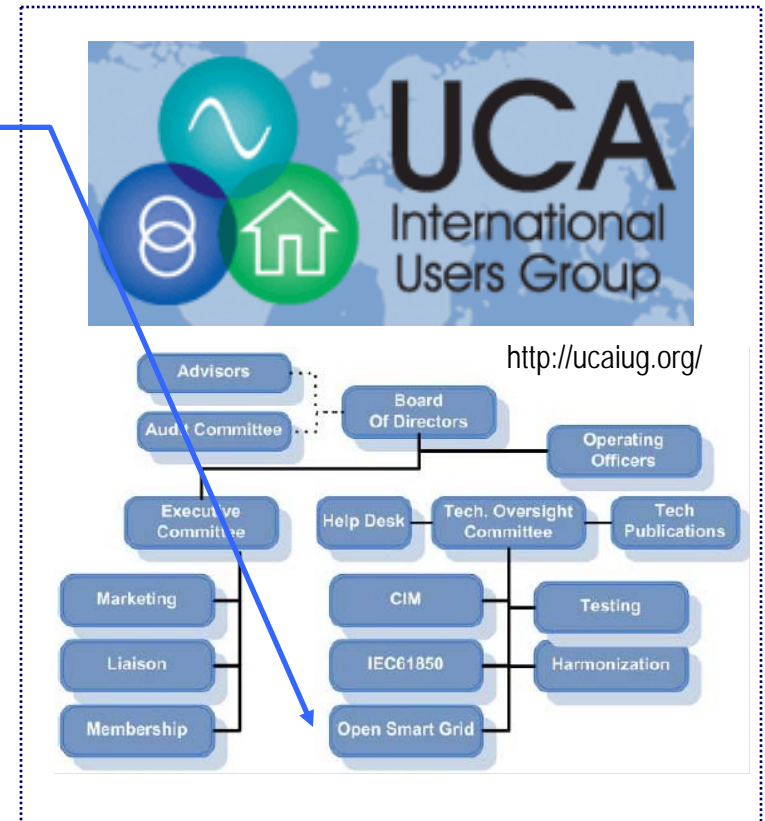 UCA
International
Users Group
http://ucaiug.org/
Advisors
Board
Of Directors
Audit Committee
Operating
Officers
Executive
Committee
Help Desk
Tech. Oversight
Committee
Tech
Publications
Marketing
CIM
Testing
Liaison
IEC61850
Harmonization
Membership
Open Smart Grid